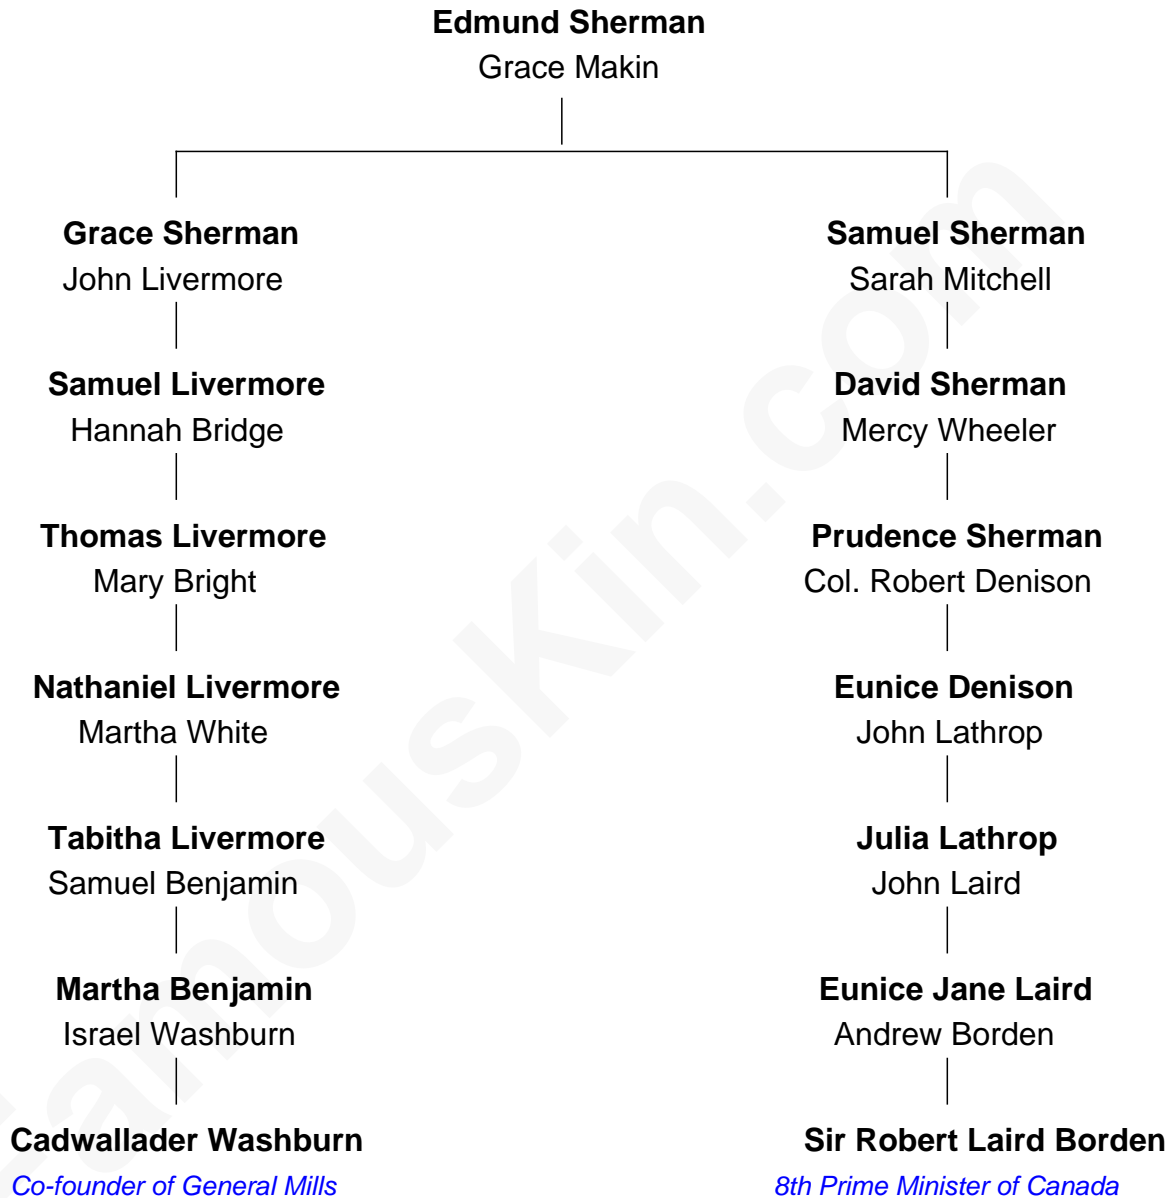 Edmund Sherman
Grace Makin
Grace Sherman
John Livermore
Samuel Livermore
Hannah Bridge
Thomas Livermore
Mary Bright
Nathaniel Livermore
Martha White
Tabitha Livermore
Samuel Benjamin
Martha Benjamin
Israel Washburn
Cadwallader Washburn
Co-founder of General Mills
Samuel Sherman
Sarah Mitchell
David Sherman
Mercy Wheeler
Prudence Sherman
Col. Robert Denison
Eunice Denison
John Lathrop
Julia Lathrop
John Laird
Eunice Jane Laird
Andrew Borden
Sir Robert Laird Borden
8th Prime Minister of Canada
FamousKin.com